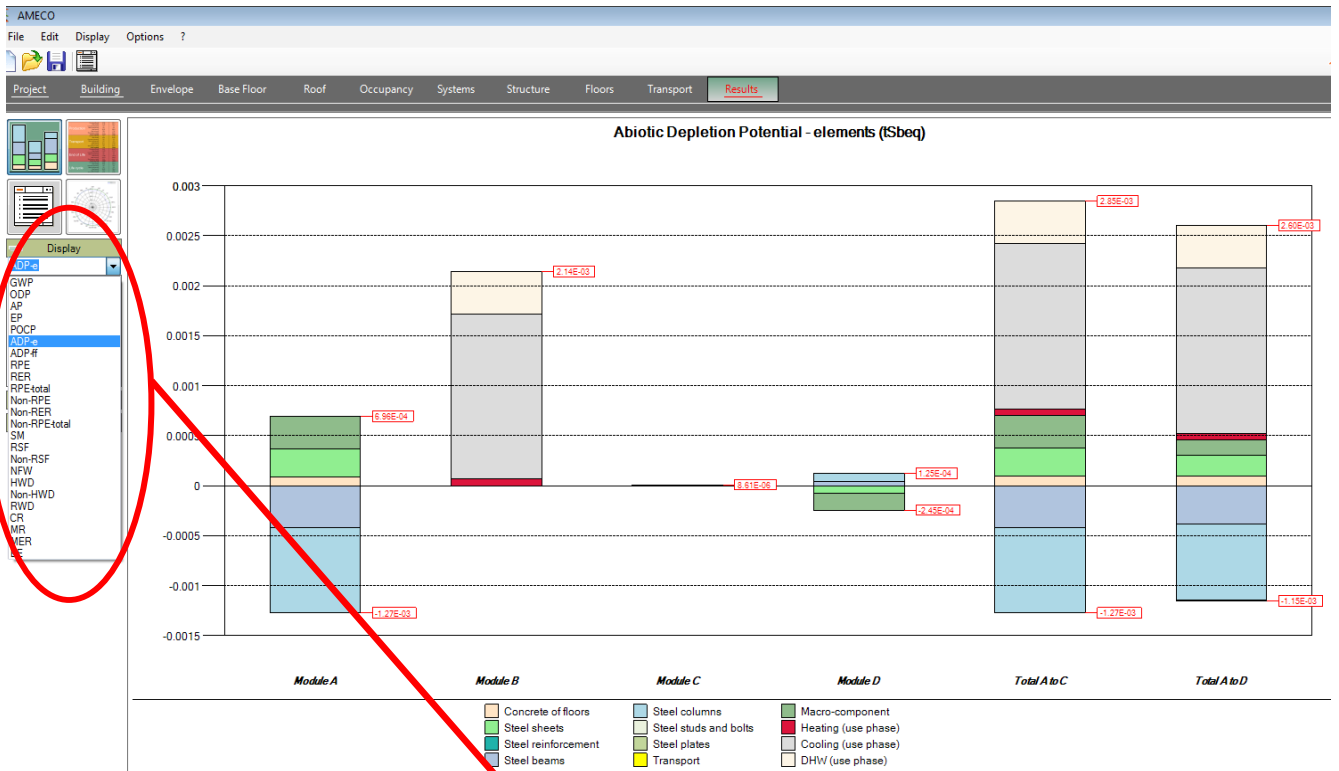 AMECO
File Edit Display Options ?
Project Building Envelope Base Floor Roof Occupancy Systems Structure Floors Transport Results
Abiotic Depletion Potential - elements (tSbeq)
Display
ADP-e
GWP
ODP
AP
EP
POCP
ADP-e
ADP-ff
RPE
RER
RPE-total
Non-RPE
Non-RER
Non-RPE-total
SM
RSF
Non-RSF
NFW
HWD
Non-HWD
RWD
CR
MR
MER
EE
0.003
0.0025
0.002
0.0015
0.001
0.0005
0
-0.0005
-0.001
-0.0015
6.96E-04
-1.27E-03
2.14E-03
8.61E-06
1.25E-04
-2.45E-04
2.85E-03
-1.27E-03
2.60E-03
-1.15E-03
Module A Module B Module C Module D Total A to C Total A to D
Concrete of floors Steel columns Macro-component
Steel sheets Steel studs and bolts Heating (use phase)
Steel reinforcement Steel plates Cooling (use phase)
Steel beams Transport DHW (use phase)